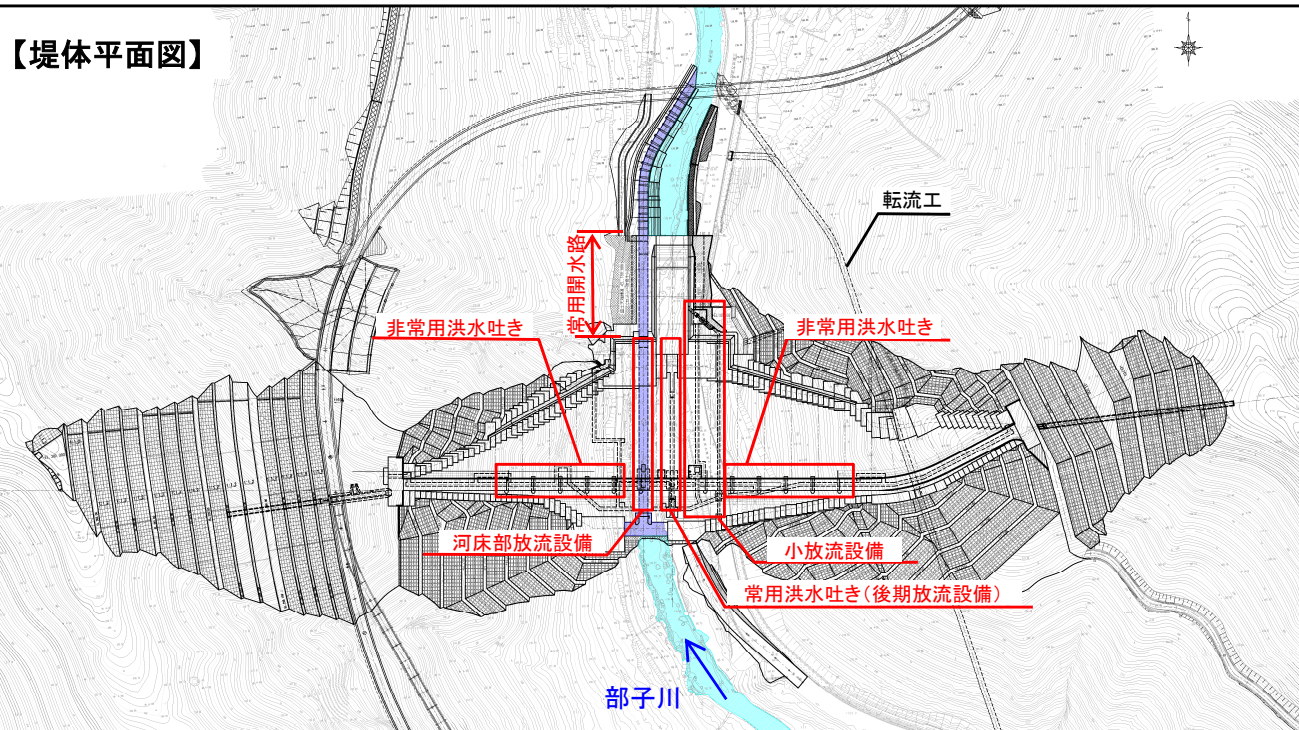 【堤体平面図】
転流工
常用開水路
非常用洪水吐き
非常用洪水吐き
河床部放流設備
小放流設備
常用洪水吐き(後期放流設備)
部子川